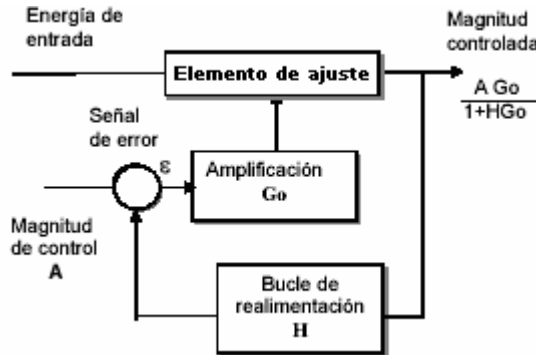 Energía de
entrada
Elemento de ajuste
Magnitud
controlada
A Go
1+HGo
Señal
de error
ε
Amplificación
Go
Magnitud
de control
A
Bucle de
realimentación
H